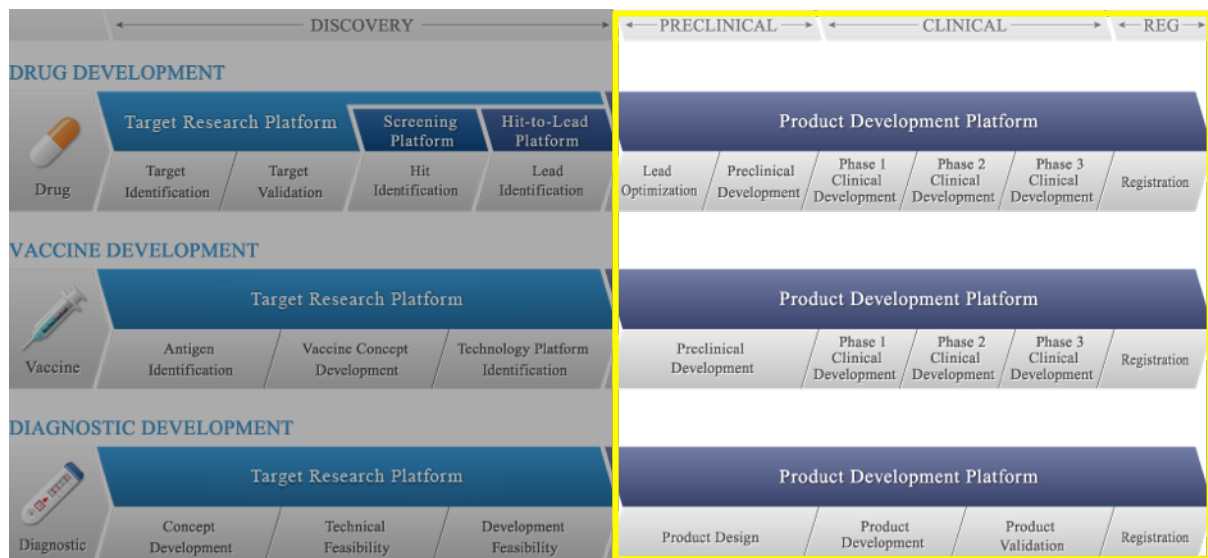 DISCOVERY PRECLINICAL CLINICAL REG
DRUG DEVELOPMENT
Target Research Platform
Screening
Platform
Hit-to-Lead
Platform
Product Development Platform
Drug
Target
Identification
Target
Validation
Hit
Identification
Lead
Identification
Lead
Optimization
Preclinical
Development
Phase 1
Clinical
Development
Phase 2
Clinical
Development
Phase 3
Clinical
Development
Registration
VACCINE DEVELOPMENT
Target Research Platform
Product Development Platform
Vaccine
Antigen
Identification
Vaccine Concept
Development
Technology Platform
Identification
Preclinical
Development
Phase 1
Clinical
Development
Phase 2
Clinical
Development
Phase 3
Clinical
Development
Registration
DIAGNOSTIC DEVELOPMENT
Target Research Platform
Product Development Platform
Diagnostic
Concept
Development
Technical
Feasibility
Development
Feasibility
Product Design
Product
Development
Product
Validation
Registration